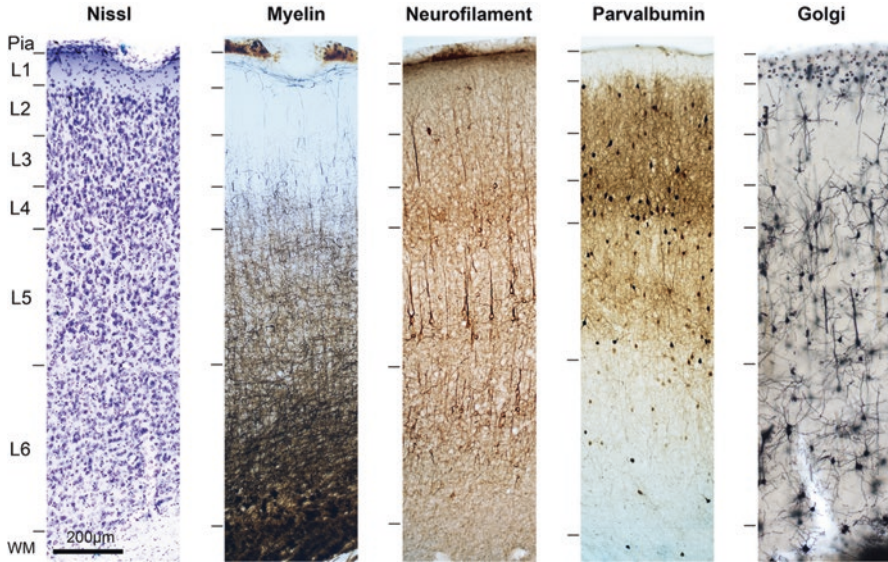 Nissl Myelin Neurofilament Parvalbumin Golgi
Pia
L1
L2
L3
L4
L5
L6
WM
200μm